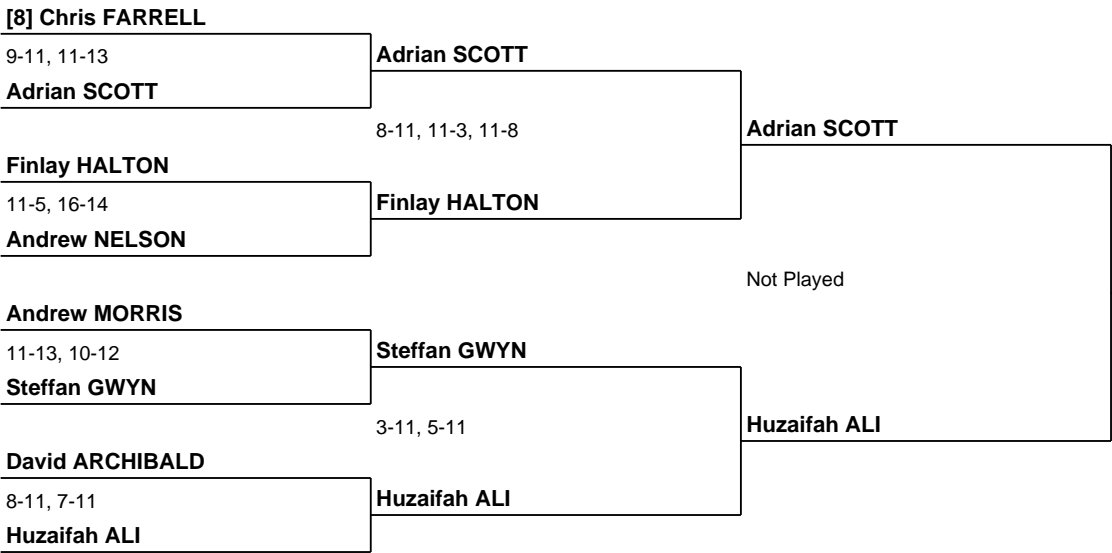 [8] Chris FARRELL
9-11, 11-13
Adrian SCOTT
Adrian SCOTT
8-11, 11-3, 11-8
Adrian SCOTT
Finlay HALTON
11-5, 16-14
Finlay HALTON
Andrew NELSON
Not Played
Andrew MORRIS
11-13, 10-12
Steffan GWYN
Steffan GWYN
3-11, 5-11
Huzaifah ALI
David ARCHIBALD
8-11, 7-11
Huzaifah ALI
Huzaifah ALI